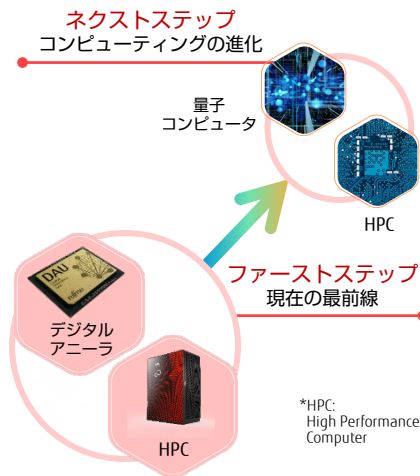 ネクストステップ
コンピューティングの進化
量子
コンピュータ
HPC
ファーストステップ
現在の最前線
DAU
FUJITSU
デジタル
アニーラ
HPC
*HPC:
High Performance
Computer